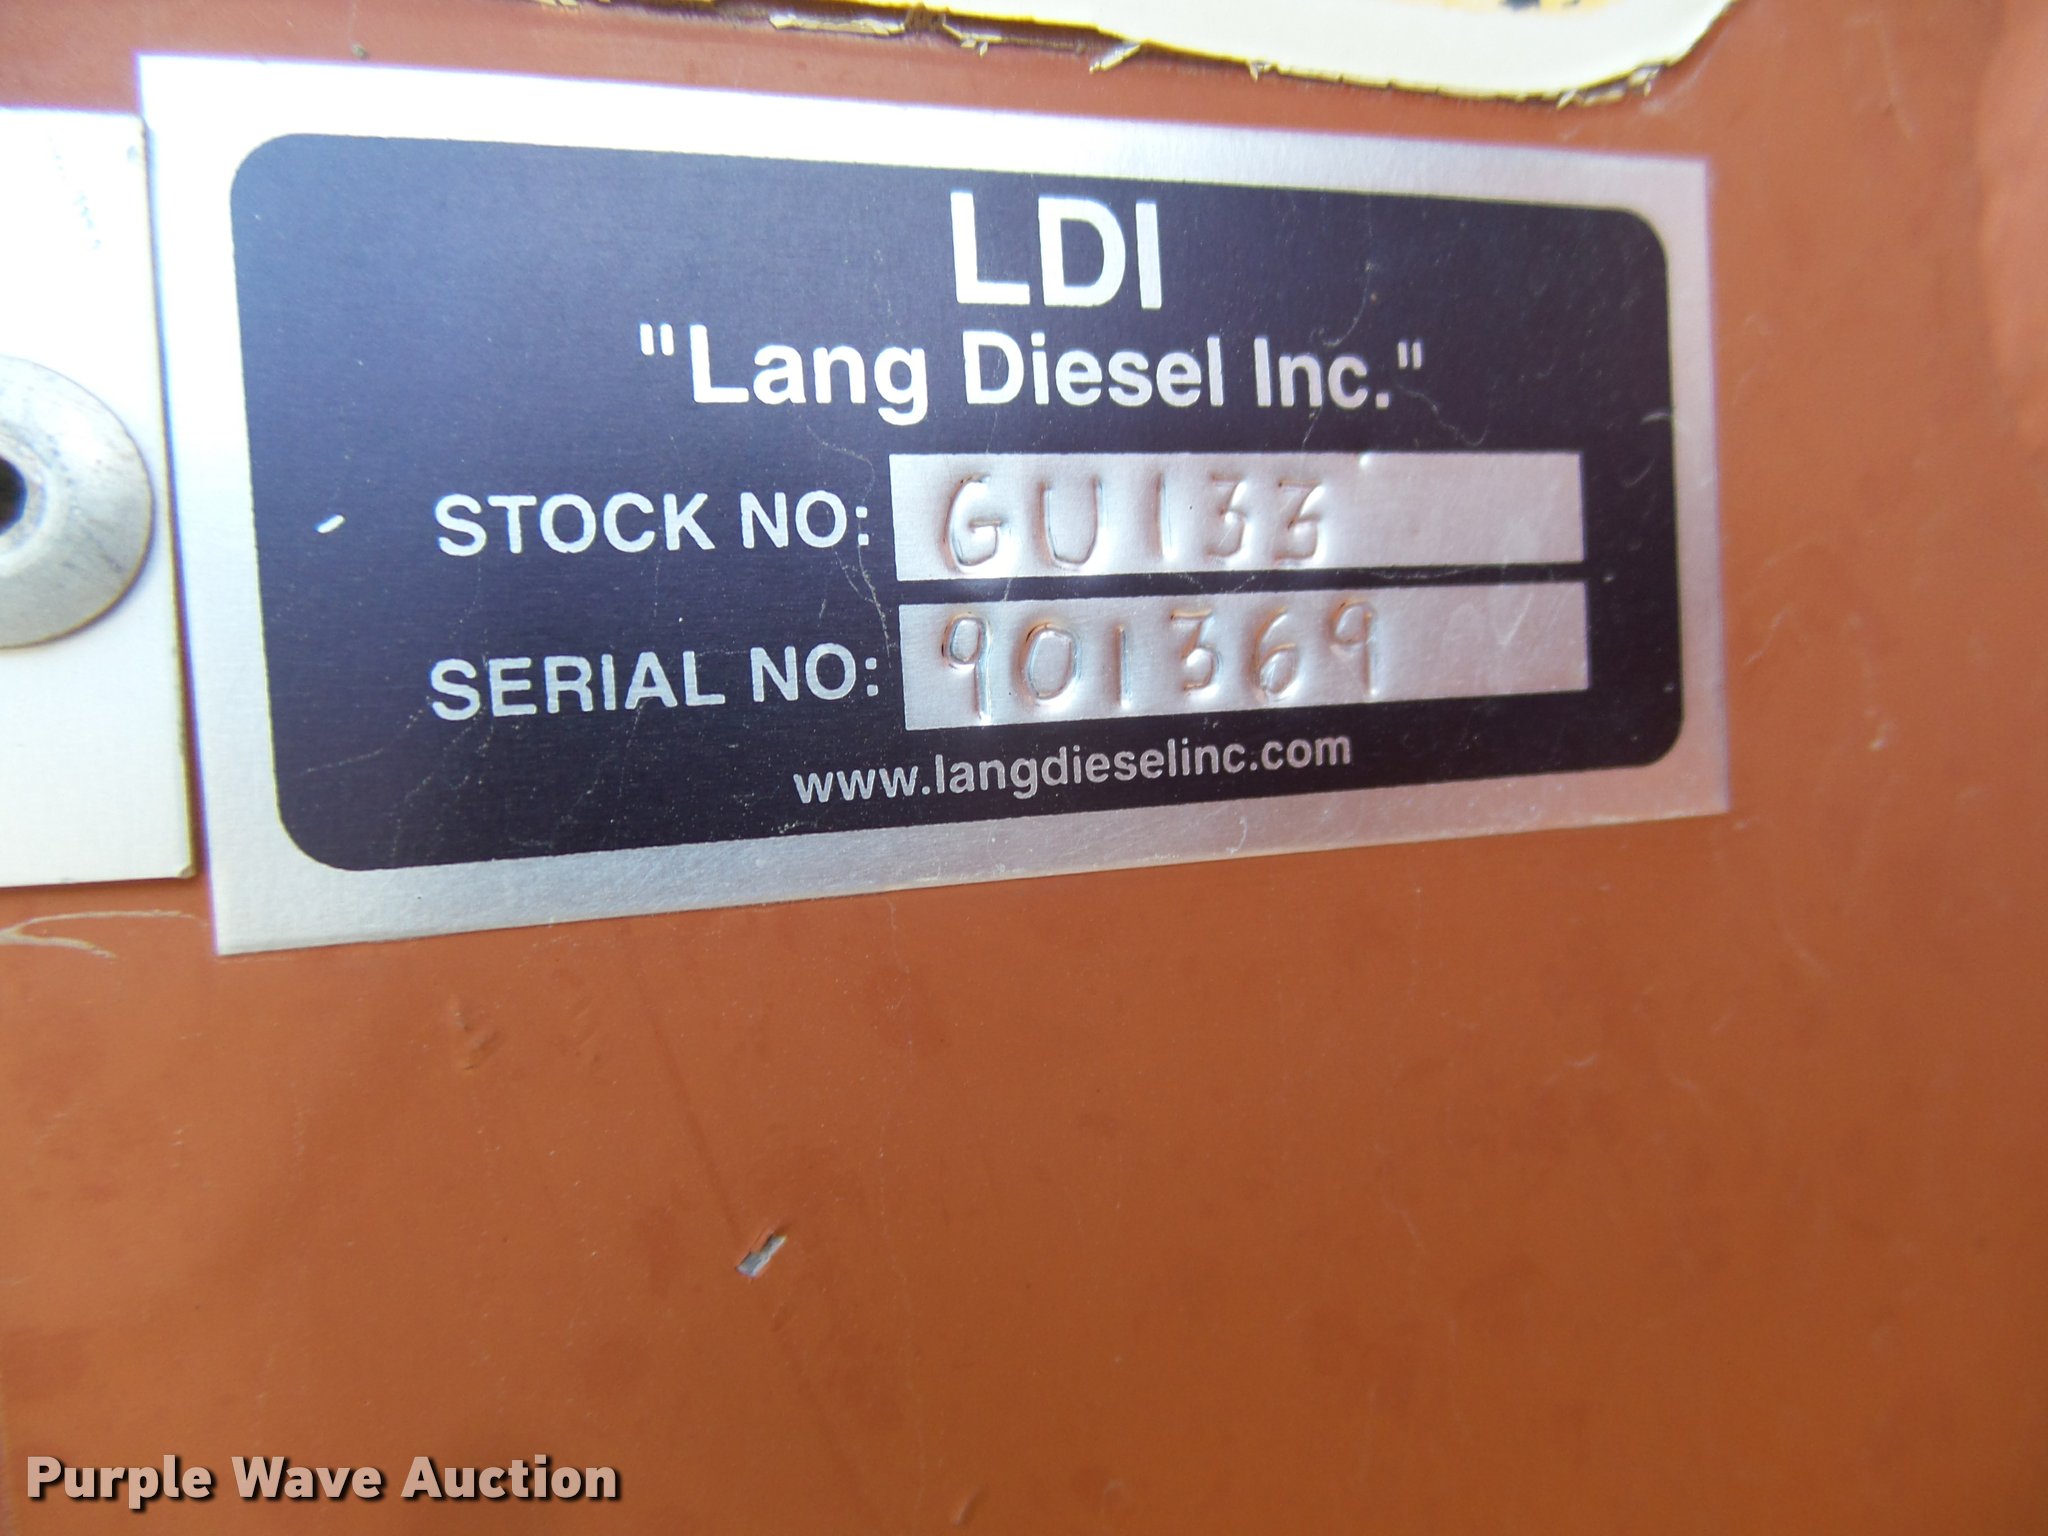 LDI
"Lang Diesel Inc."
STOCK NO: GU133
SERIAL NO: 901369
www.langdieselinc.com
Purple Wave Auction